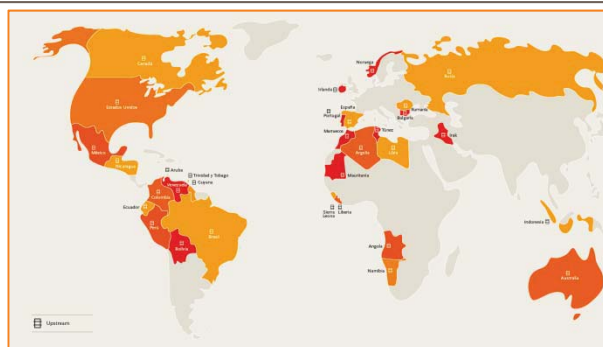 Canadá
Estados Unidos
México
Nicaragua
Aruba
Trinidad y Tobago
Guyana
Venezuela
Colombia
Ecuador
Perú
Brasil
Bolivia
Noruega
Irlanda
Rusia
España
Portugal
Rumanía
Bulgaria
Marruecos
Túnez
Argelia
Libia
Irak
Mauritania
Sierra
Leona
Liberia
Angola
Namibia
Indonesia
Australia
Upstream